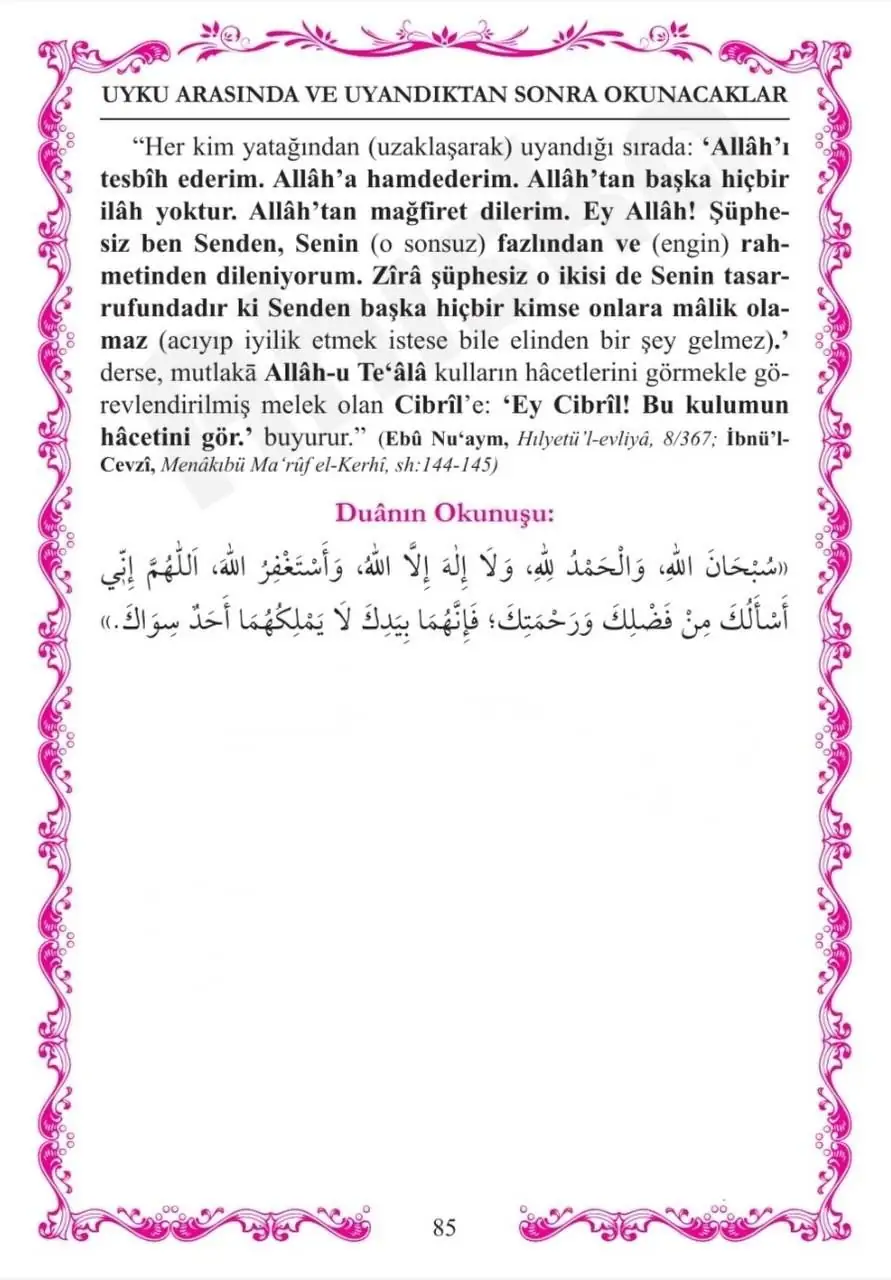 UYKU ARASINDA VE UYANDIKTAN SONRA OKUNACAKLAR
“Her kim yatağından (uzaklaşarak) uyandığı sırada: ‘Allâh’ı
tesbîh ederim. Allâh’a hamdederim. Allâh’tan başka hiçbir
ilâh yoktur. Allâh’tan mağfiret dilerim. Ey Allâh! Şüphe-
siz ben Senden, Senin (o sonsuz) fazlından ve (engin) rah-
metinden dileniyorum. Zîrâ şüphesiz o ikisi de Senin tasar-
rufundadır ki Senden başka hiçbir kimse onlara mâlik ola-
maz (acıyıp iyilik etmek istese bile elinden bir şey gelmez).’
derse, mutlakā Allâh-u Te‘âlâ kulların hâcetlerini görmekle gö-
revlendirilmiş melek olan Cibrîl’e: ‘Ey Cibrîl! Bu kulumun
hâcetini gör.’ buyurur.” (Ebû Nu‘aym, Hılyetü’l-evliyâ, 8/367; İbnü’l-
Cevzî, Menâkıbü Ma‘rûf el-Kerhî, sh:144-145)
Duânın Okunuşu:
«سُبْحَانَ اللهِ، وَالْحَمْدُ لِلهِ، وَلَا إِلٰهَ إِلَّا اللهُ، وَأَسْتَغْفِرُ اللهَ، اَللّٰهُمَّ إِنِّي
أَسْأَلُكَ مِنْ فَضْلِكَ وَرَحْمَتِكَ؛ فَإِنَّهُمَا بِيَدِكَ لَا يَمْلِكُهُمَا أَحَدٌ سِوَاكَ.»
85